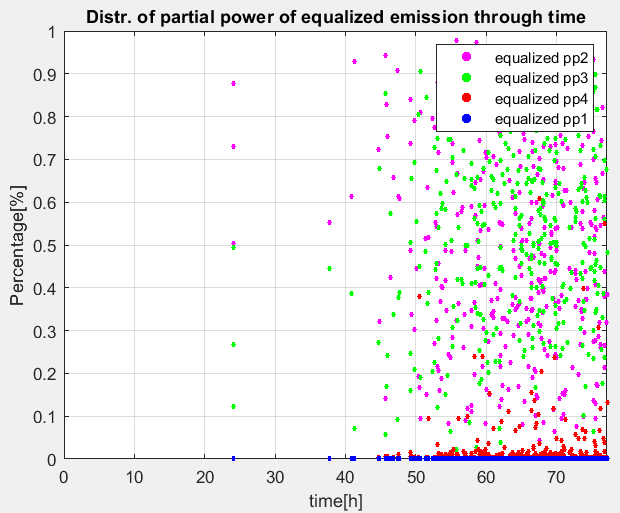 Distr. of partial power of equalized emission through time
equalized pp2
equalized pp3
equalized pp4
equalized pp1
Percentage[%]
1
0.9
0.8
0.7
0.6
0.5
0.4
0.3
0.2
0.1
0
0 10 20 30 40 50 60 70
time[h]